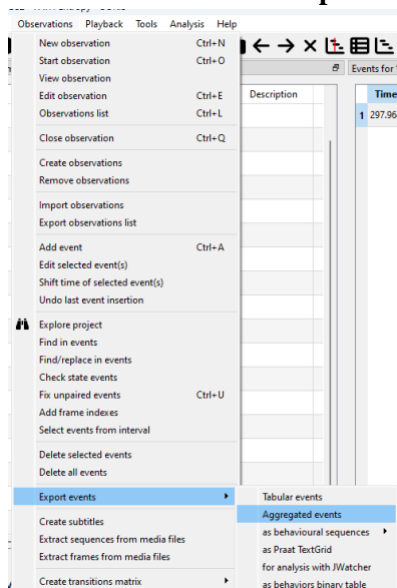 Observations Playback Tools Analysis Help
New observation Ctrl+N
Start observation Ctrl+O
View observation
Edit observation Ctrl+E
Observations list Ctrl+L
Close observation Ctrl+Q
Create observations
Remove observations
Import observations
Export observations list
Add event Ctrl+A
Edit selected event(s)
Shift time of selected event(s)
Undo last event insertion
Explore project
Find in events
Find/replace in events
Check state events
Fix unpaired events Ctrl+U
Add frame indexes
Select events from interval
Delete selected events
Delete all events
Export events
Create subtitles
Extract sequences from media files
Extract frames from media files
Create transitions matrix
Tabular events
Aggregated events
as behavioural sequences
as Praat TextGrid
for analysis with JWatcher
as behaviors binary table
Description
Events for
Time
1 297.96